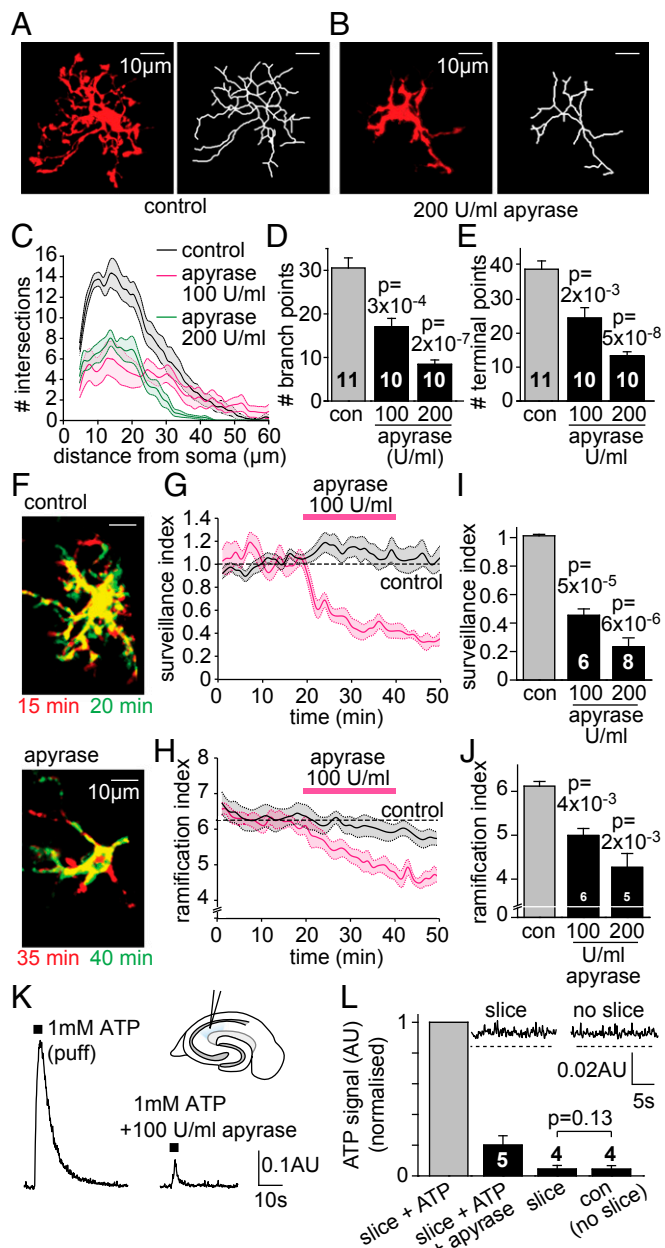 A
10µm
B
10µm
control
200 U/ml apyrase
C
16
14
12
10
8
6
4
2
0
# intersections
0 10 20 30 40 50 60
distance from soma (µm)
control
apyrase
100 U/ml
apyrase
200 U/ml
D
30
20
10
0
# branch points
p=
3x10-4
p=
2x10-7
11
10
10
con
100 200
apyrase
(U/ml)
E
40
30
20
10
0
# terminal points
p=
2x10-3
p=
5x10-8
11
10
10
con
100 200
apyrase
U/ml
F
control
15 min 20 min
apyrase
10µm
35 min 40 min
G
apyrase
100 U/ml
1.4
1.2
1.0
0.8
0.6
0.4
0.2
0
surveillance index
control
0 10 20 30 40 50
time (min)
H
apyrase
100 U/ml
8
7
6
5
4
0
ramification index
control
0 10 20 30 40 50
time (min)
I
1
0.8
0.6
0.4
0.2
0
surveillance index
p=
5x10-5
p=
6x10-6
6
8
con
100 200
apyrase
U/ml
J
6
5
4
0
ramification index
p=
4x10-3
p=
2x10-3
6
5
con
100 200
U/ml
apyrase
K
1mM ATP
(puff)
1mM ATP
+100 U/ml apyrase
0.1AU
10s
L
1
0
ATP signal (AU)
(normalised)
slice
no slice
0.02AU
5s
p=0.13
5
4
4
slice + ATP
slice + ATP
+ apyrase
slice
con
(no slice)